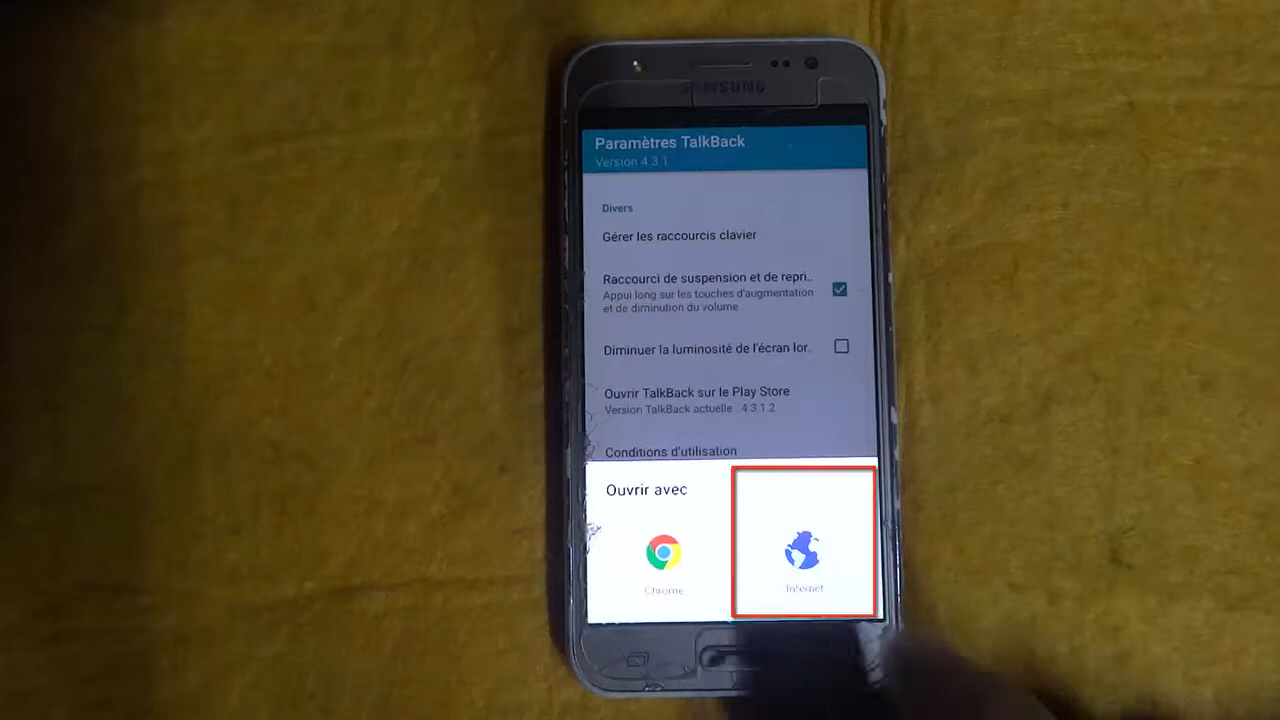 SAMSUNG
Paramètres TalkBack
Version 4.3.1
Divers
Gérer les raccourcis clavier
Raccourci de suspension et de repri..
Appui long sur les touches d'augmentation
et de diminution du volume
Diminuer la luminosité de l'écran lor..
Ouvrir TalkBack sur le Play Store
Version TalkBack actuelle : 4.3.1.2
Conditions d'utilisation
Ouvrir avec
Chrome
Internet